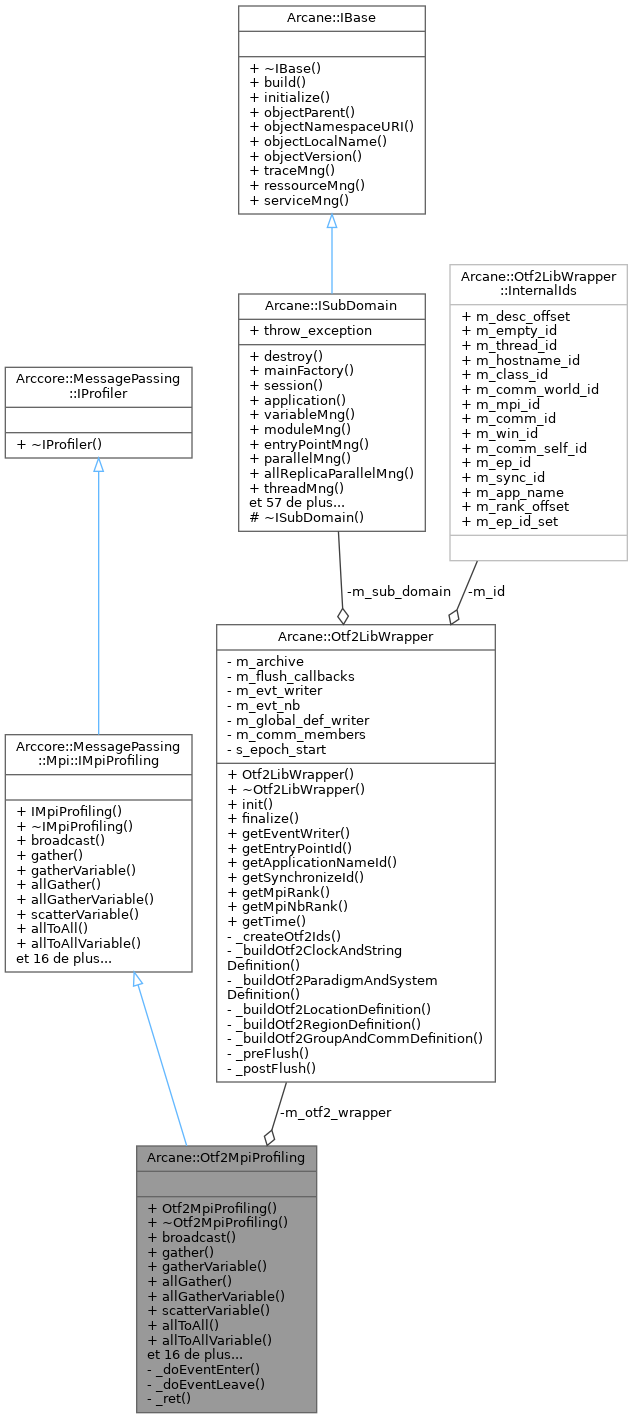 Arcane::IBase
+ ~IBase()
+ build()
+ initialize()
+ objectParent()
+ objectNamespaceURI()
+ objectLocalName()
+ objectVersion()
+ traceMng()
+ ressourceMng()
+ serviceMng()
Arcane::Otf2LibWrapper
::InternalIds
+ m_desc_offset
+ m_empty_id
+ m_thread_id
+ m_hostname_id
+ m_class_id
+ m_comm_world_id
+ m_mpi_id
+ m_comm_id
+ m_win_id
+ m_comm_self_id
+ m_ep_id
+ m_sync_id
+ m_app_name
+ m_rank_offset
+ m_ep_id_set
Arcane::ISubDomain
+ throw_exception
+ destroy()
+ mainFactory()
+ session()
+ application()
+ variableMng()
+ moduleMng()
+ entryPointMng()
+ parallelMng()
+ allReplicaParallelMng()
+ threadMng()
et 57 de plus...
# ~ISubDomain()
Arccore::MessagePassing
::IProfiler
+ ~IProfiler()
-m_sub_domain
-m_id
Arcane::Otf2LibWrapper
- m_archive
- m_flush_callbacks
- m_evt_writer
- m_evt_nb
- m_global_def_writer
- m_comm_members
- s_epoch_start
+ Otf2LibWrapper()
+ ~Otf2LibWrapper()
+ init()
+ finalize()
+ getEventWriter()
+ getEntryPointId()
+ getApplicationNameId()
+ getSynchronizeId()
+ getMpiRank()
+ getMpiNbRank()
+ getTime()
- _createOtf2Ids()
- _buildOtf2ClockAndString
Definition()
- _buildOtf2ParadigmAndSystem
Definition()
- _buildOtf2LocationDefinition()
- _buildOtf2RegionDefinition()
- _buildOtf2GroupAndCommDefinition()
- _preFlush()
- _postFlush()
Arccore::MessagePassing
::Mpi::IMpiProfiling
+ IMpiProfiling()
+ ~IMpiProfiling()
+ broadcast()
+ gather()
+ gatherVariable()
+ allGather()
+ allGatherVariable()
+ scatterVariable()
+ allToAll()
+ allToAllVariable()
et 16 de plus...
-m_otf2_wrapper
Arcane::Otf2MpiProfiling
+ Otf2MpiProfiling()
+ ~Otf2MpiProfiling()
+ broadcast()
+ gather()
+ gatherVariable()
+ allGather()
+ allGatherVariable()
+ scatterVariable()
+ allToAll()
+ allToAllVariable()
et 16 de plus...
- _doEventEnter()
- _doEventLeave()
- _ret()